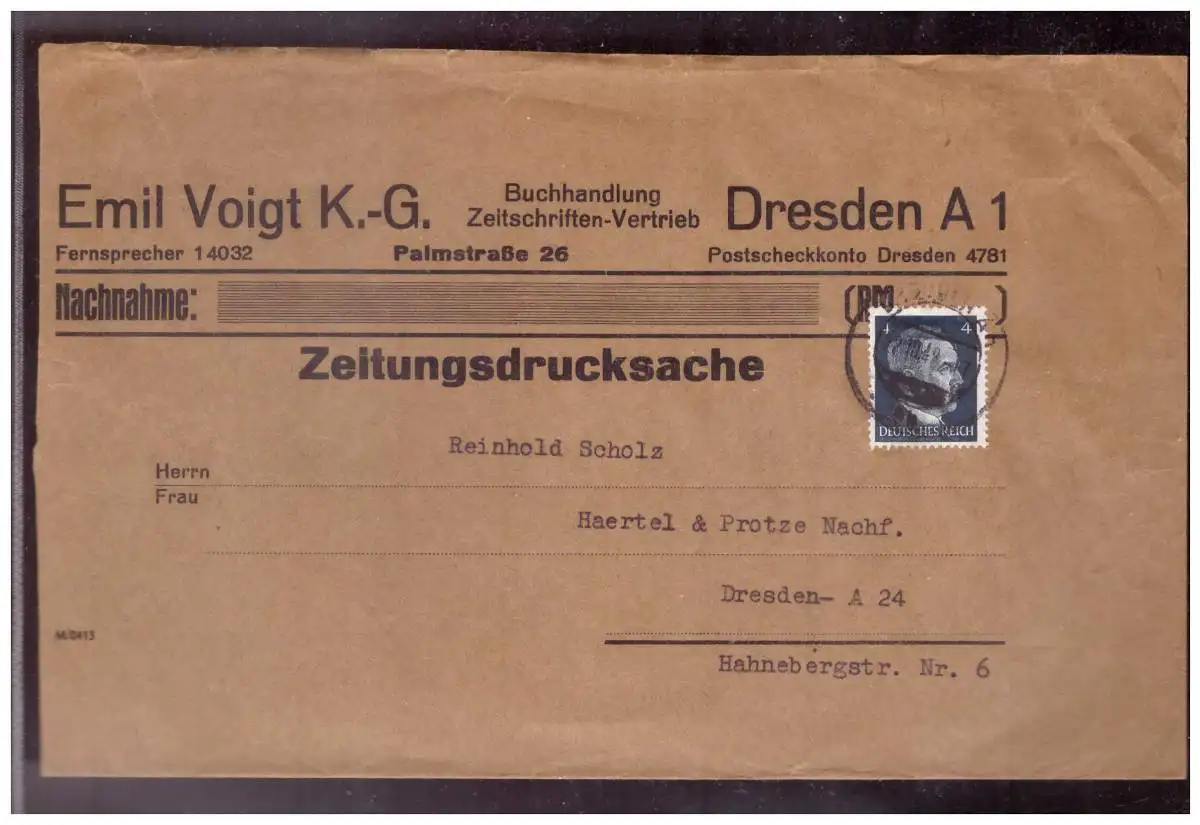 Emil Voigt K.-G. Buchhandlung Dresden A 1
Zeitschriften-Vertrieb
Fernsprecher 14032 Palmstraße 26 Postscheckkonto Dresden 4781
Nachnahme: (RM )
Zeitungsdrucksache
4 4
DEUTSCHES REICH
Reinhold Scholz
Herrn
Frau
Haertel & Protze Nachf.
Dresden- A 24
Hahnebergstr. Nr. 6